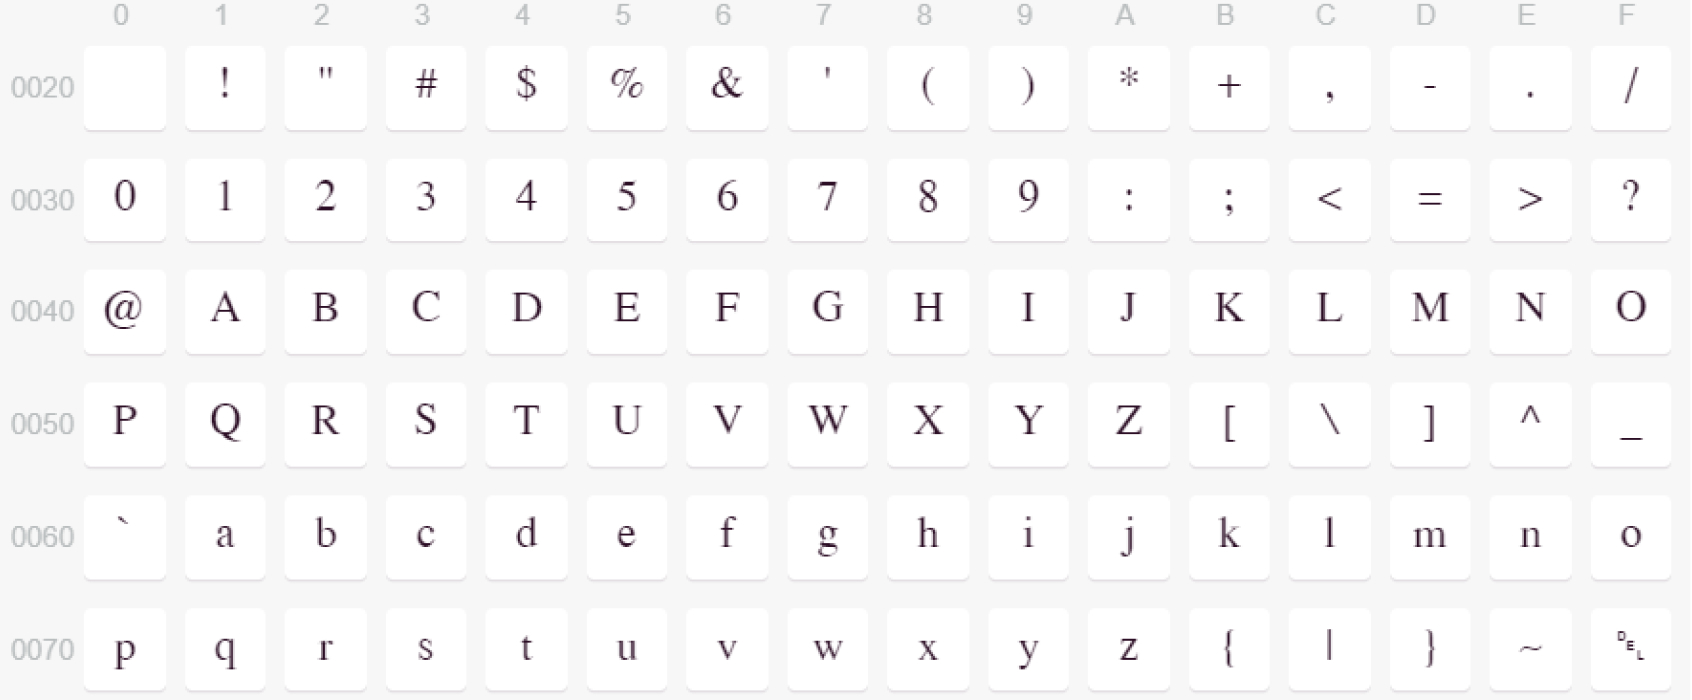 0 1 2 3 4 5 6 7 8 9 A B C D E F
0020 ! " # $ % & ' ( ) * + , - . /
0030 0 1 2 3 4 5 6 7 8 9 : ; < = > ?
0040 @ A B C D E F G H I J K L M N O
0050 P Q R S T U V W X Y Z [ \ ] ^ _
0060 ` a b c d e f g h i j k l m n o
0070 p q r s t u v w x y z { | } ~ DEL